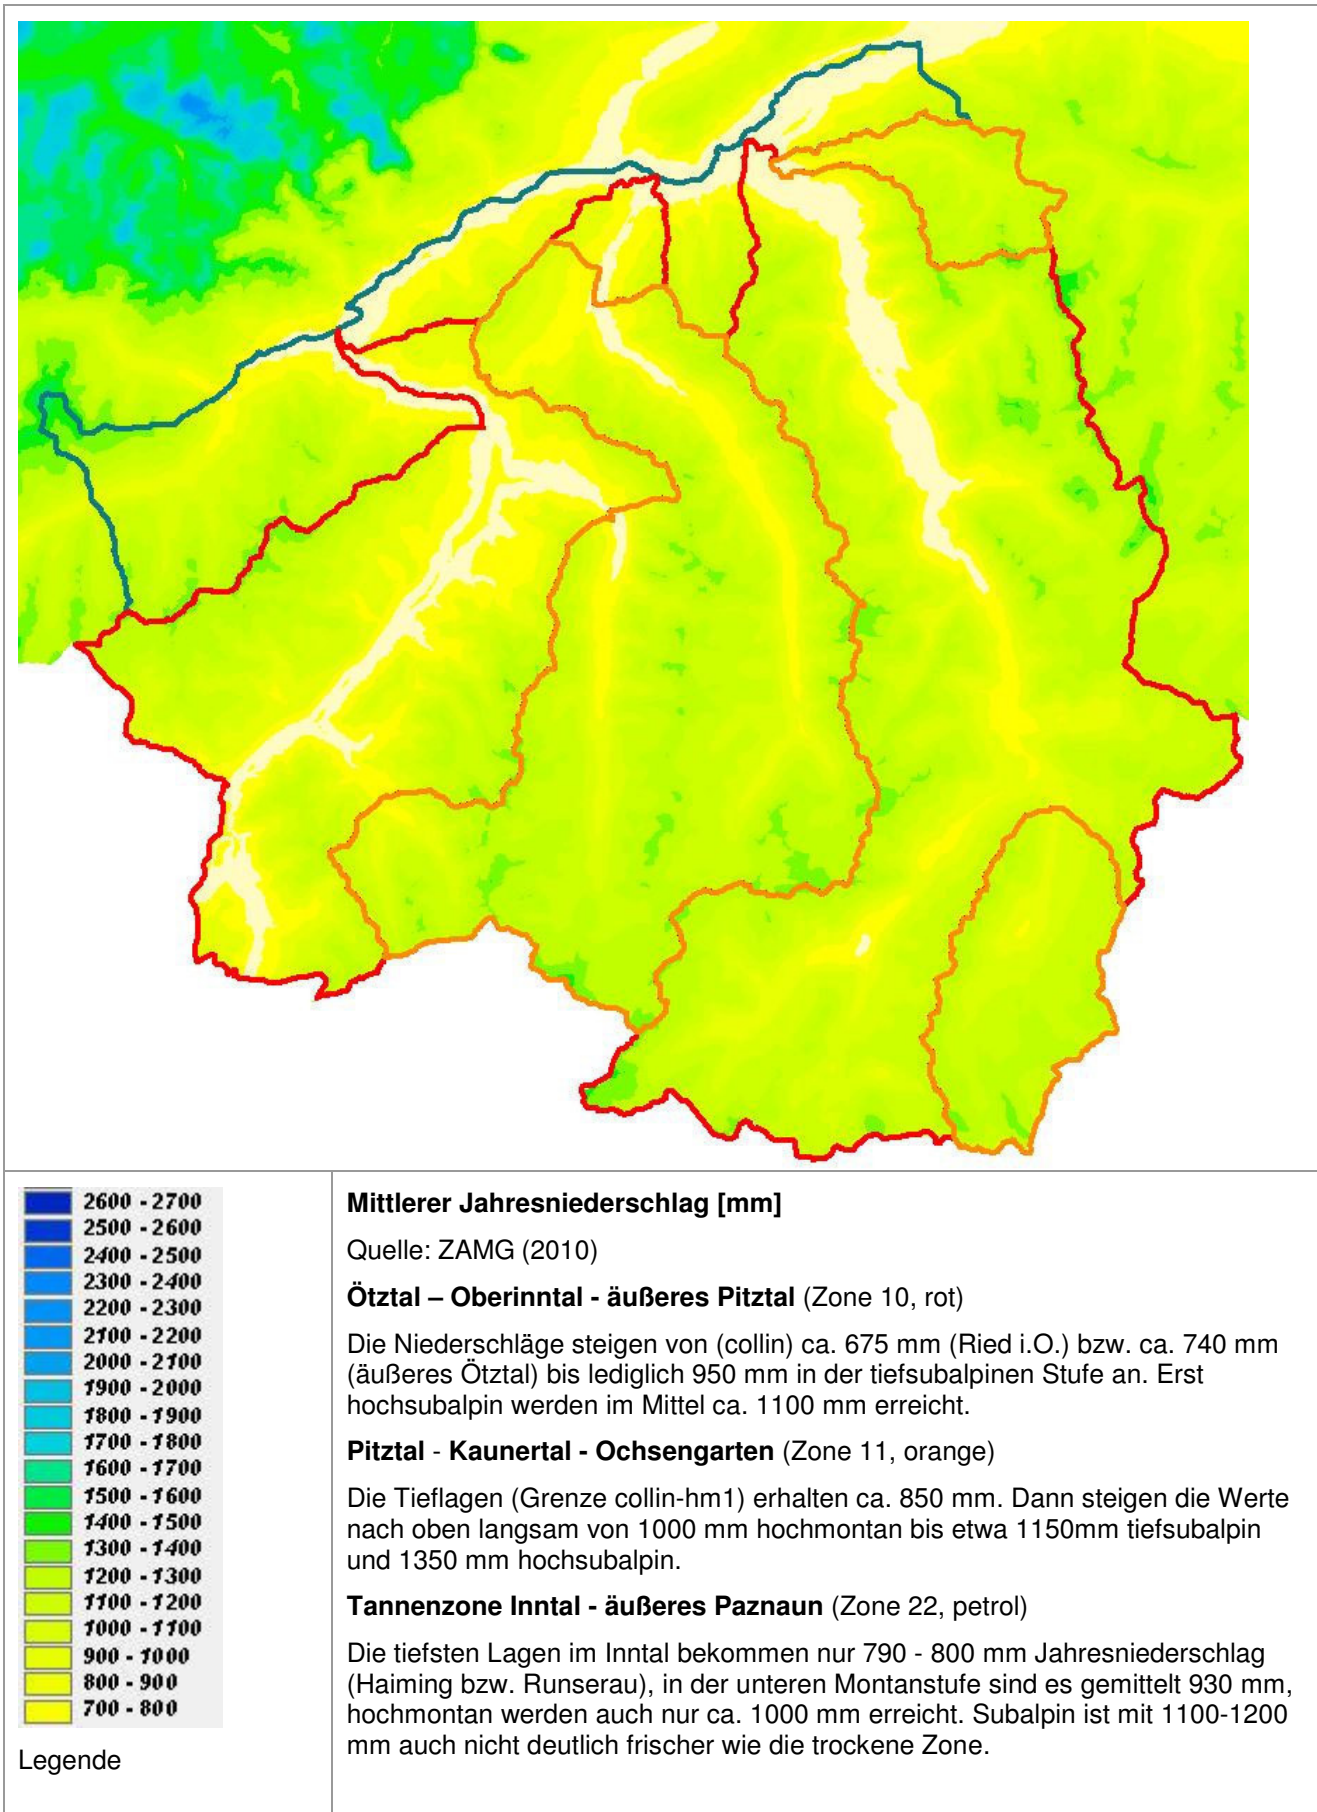 2600 - 2700
2500 - 2600
2400 - 2500
2300 - 2400
2200 - 2300
2100 - 2200
2000 - 2100
1900 - 2000
1800 - 1900
1700 - 1800
1600 - 1700
1500 - 1600
1400 - 1500
1300 - 1400
1200 - 1300
1100 - 1200
1000 - 1100
900 - 1000
800 - 900
700 - 800
Legende
Mittlerer Jahresniederschlag [mm]
Quelle: ZAMG (2010)
Ötztal – Oberinntal - äußeres Pitztal (Zone 10, rot)
Die Niederschläge steigen von (collin) ca. 675 mm (Ried i.O.) bzw. ca. 740 mm
(äußeres Ötztal) bis lediglich 950 mm in der tiefsubalpinen Stufe an. Erst
hochsubalpin werden im Mittel ca. 1100 mm erreicht.
Pitztal - Kaunertal - Ochsengarten (Zone 11, orange)
Die Tieflagen (Grenze collin-hm1) erhalten ca. 850 mm. Dann steigen die Werte
nach oben langsam von 1000 mm hochmontan bis etwa 1150mm tiefsubalpin
und 1350 mm hochsubalpin.
Tannenzone Inntal - äußeres Paznaun (Zone 22, petrol)
Die tiefsten Lagen im Inntal bekommen nur 790 - 800 mm Jahresniederschlag
(Haiming bzw. Runserau), in der unteren Montanstufe sind es gemittelt 930 mm,
hochmontan werden auch nur ca. 1000 mm erreicht. Subalpin ist mit 1100-1200
mm auch nicht deutlich frischer wie die trockene Zone.